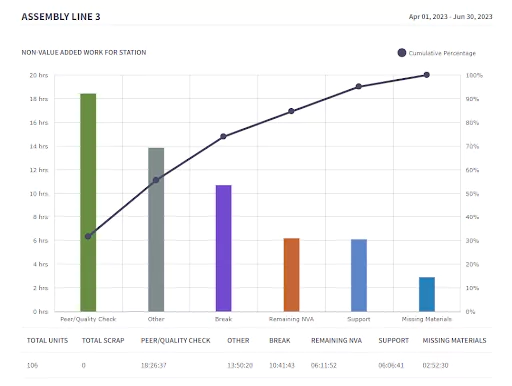 ASSEMBLY LINE 3
Apr 01, 2023 - Jun 30, 2023
NON-VALUE ADDED WORK FOR STATION
Cumulative Percentage
20 hrs 100%
18 hrs 90%
16 hrs 80%
14 hrs 70%
12 hrs 60%
10 hrs 50%
8 hrs 40%
6 hrs 30%
4 hrs 20%
2 hrs 10%
0 hrs 0%
Peer/Quality Check Other Break Remaining NVA Support Missing Materials
TOTAL UNITS TOTAL SCRAP PEER/QUALITY CHECK OTHER BREAK REMAINING NVA SUPPORT MISSING MATERIALS
106 0 18:26:37 13:50:20 10:41:43 06:11:52 06:06:41 02:52:30